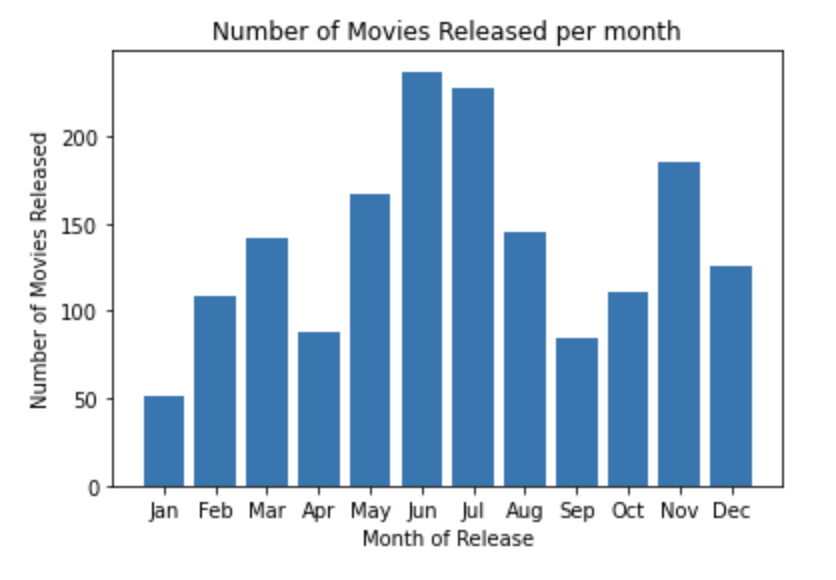 Number of Movies Released per month
Number of Movies Released
200
150
100
50
0
Jan Feb Mar Apr May Jun Jul Aug Sep Oct Nov Dec
Month of Release